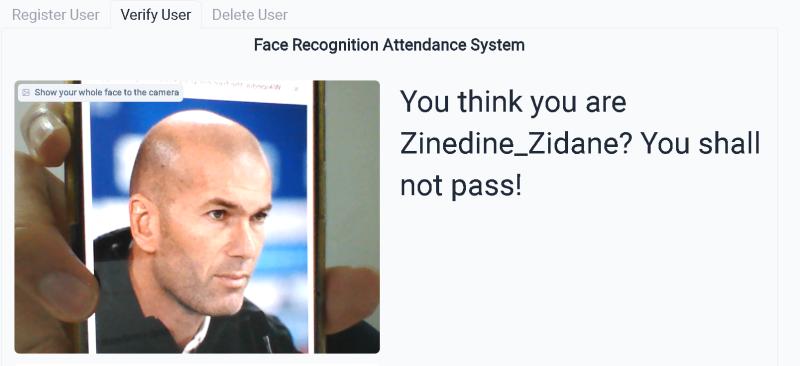 Register User
Verify User
Delete User
Face Recognition Attendance System
Show your whole face to the camera
You think you are
Zinedine_Zidane? You shall
not pass!